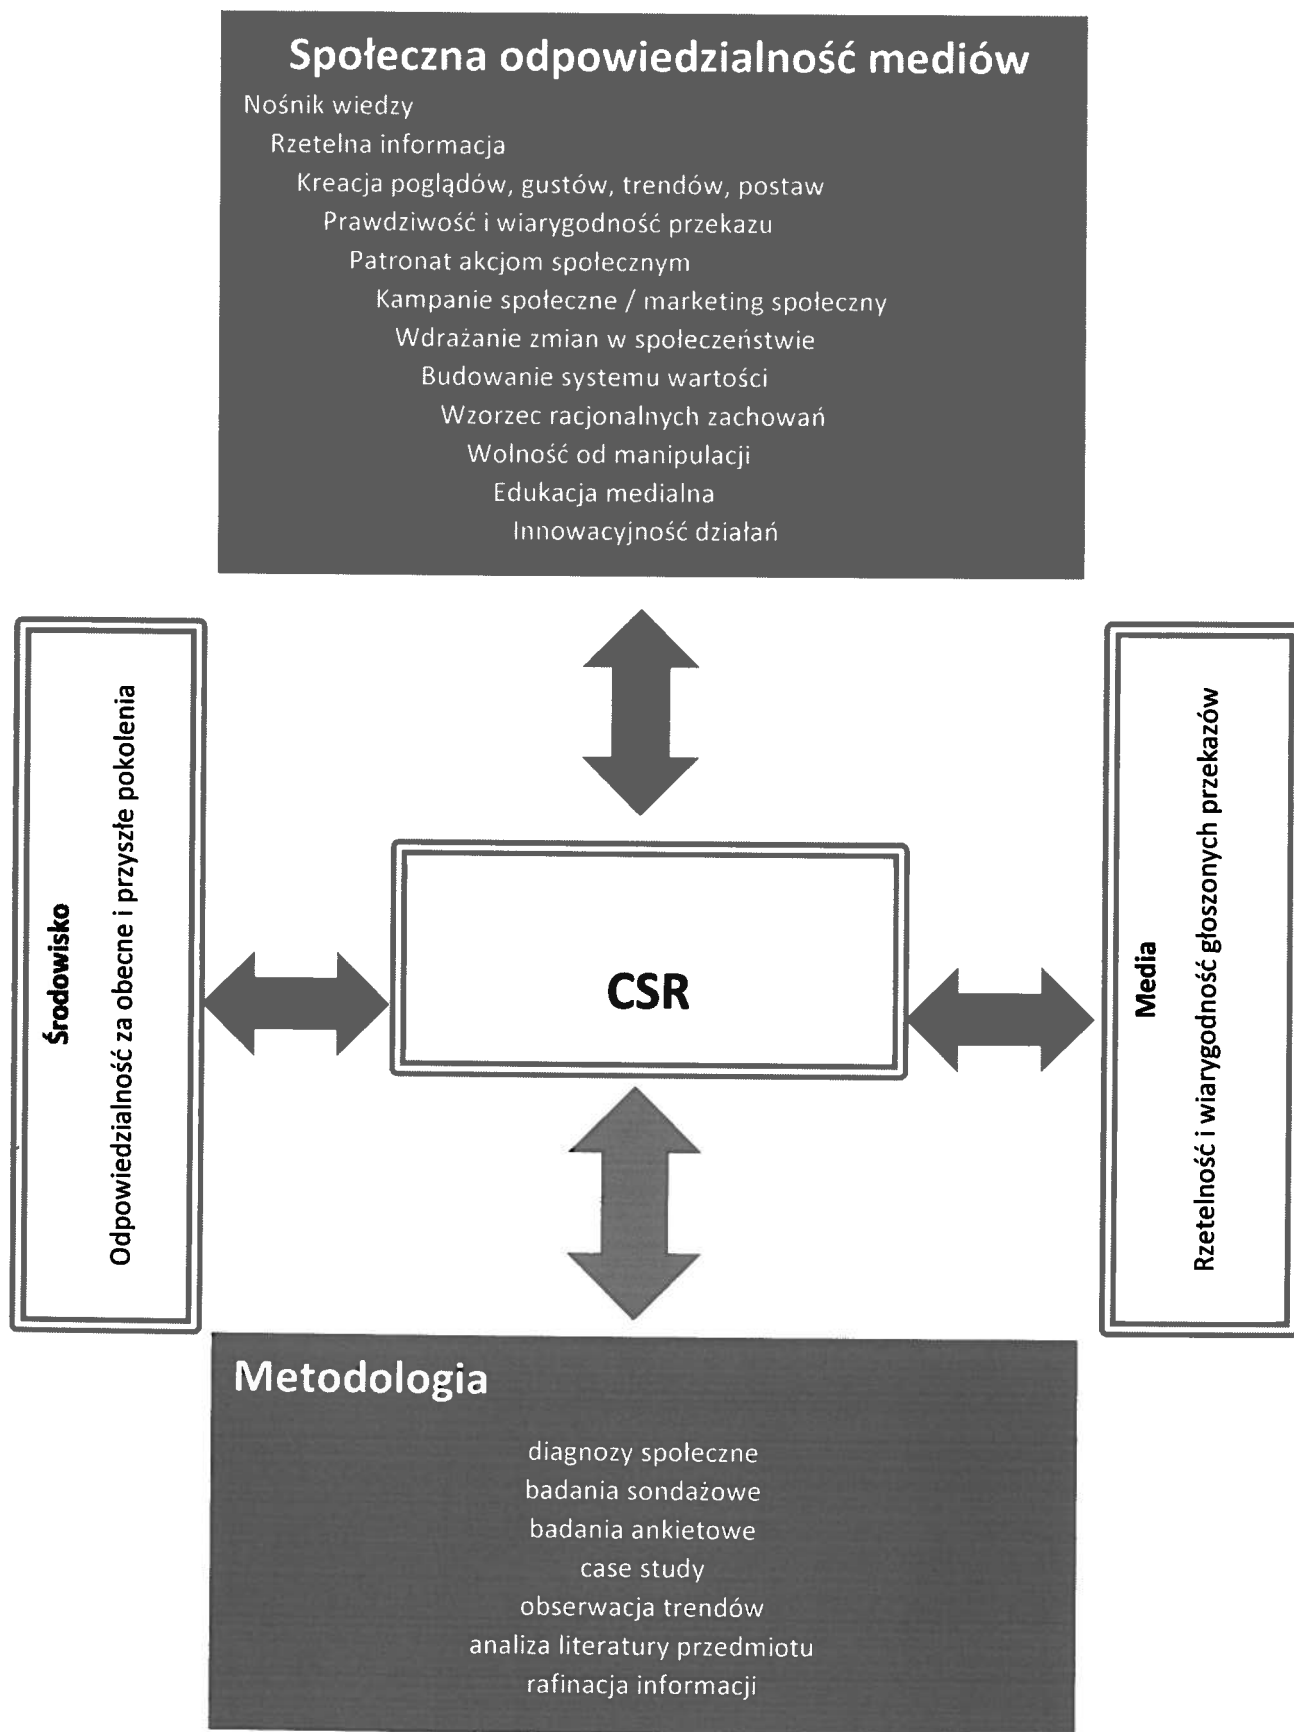 Społeczna odpowiedzialność mediów
Nośnik wiedzy
Rzetelna informacja
Kreacja poglądów, gustów, trendów, postaw
Prawdziwość i wiarygodność przekazu
Patronat akcjom społecznym
Kampanie społeczne / marketing społeczny
Wdrażanie zmian w społeczeństwie
Budowanie systemu wartości
Wzorzec racjonalnych zachowań
Wolność od manipulacji
Edukacja medialna
Innowacyjność działań
Środowisko
Odpowiedzialność za obecne i przyszłe pokolenia
CSR
Media
Rzetelność i wiarygodność głoszonych przekazów
Metodologia
diagnozy społeczne
badania sondażowe
badania ankietowe
case study
obserwacja trendów
analiza literatury przedmiotu
rafinacja informacji